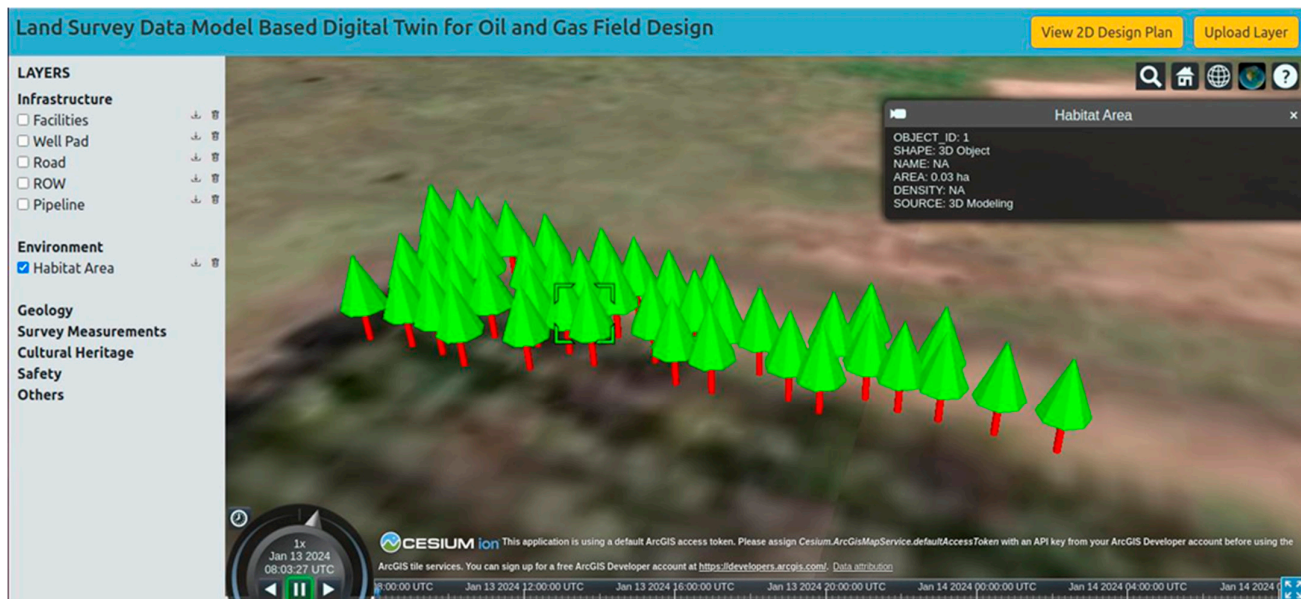 Land Survey Data Model Based Digital Twin for Oil and Gas Field Design
View 2D Design Plan
Upload Layer
LAYERS
Infrastructure
Facilities
Well Pad
Road
ROW
Pipeline
Environment
Habitat Area
Geology
Survey Measurements
Cultural Heritage
Safety
Others
?
Habitat Area
×
OBJECT_ID: 1
SHAPE: 3D Object
NAME: NA
AREA: 0.03 ha
DENSITY: NA
SOURCE: 3D Modeling
1x
Jan 13 2024
08:03:27 UTC
CESIUM ion This application is using a default ArcGIS access token. Please assign Cesium.ArcGisMapService.defaultAccessToken with an API key from your ArcGIS Developer account before using the
ArcGIS tile services. You can sign up for a free ArcGIS Developer account at https://developers.arcgis.com/. Data attribution
8:00:00 UTC Jan 13 2024 12:00:00 UTC Jan 13 2024 16:00:00 UTC Jan 13 2024 20:00:00 UTC Jan 14 2024 00:00:00 UTC Jan 14 2024 04:00:00 UTC Jan 14 2024